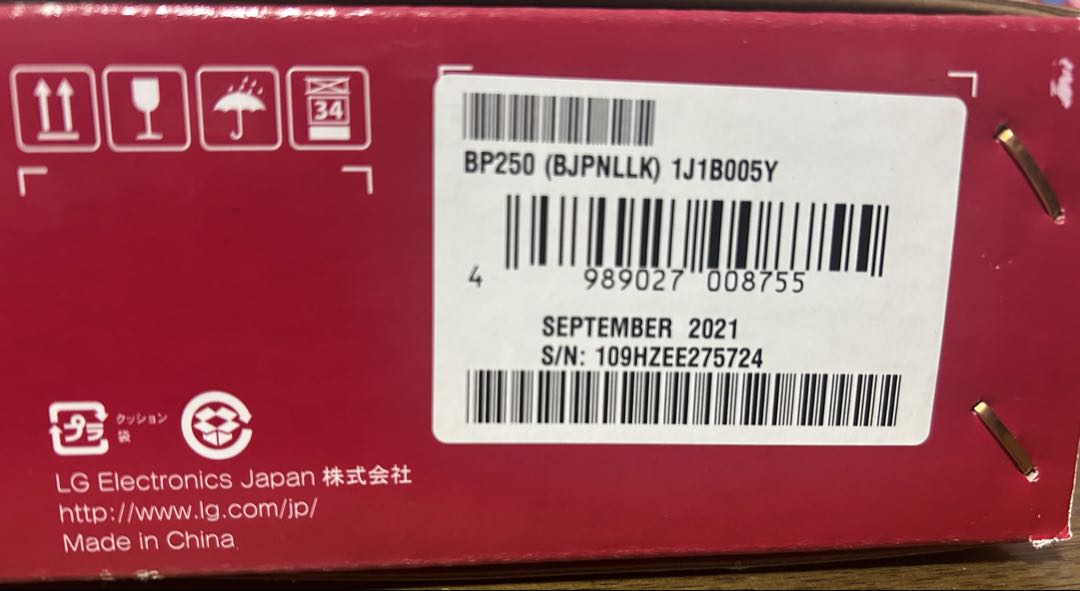 34
BP250 (BJPNLLK) 1J1B005Y
4 989027 008755
SEPTEMBER 2021
S/N: 109HZEE275724
プラ
クッション
袋
LG Electronics Japan 株式会社
http://www.lg.com/jp/
Made in China